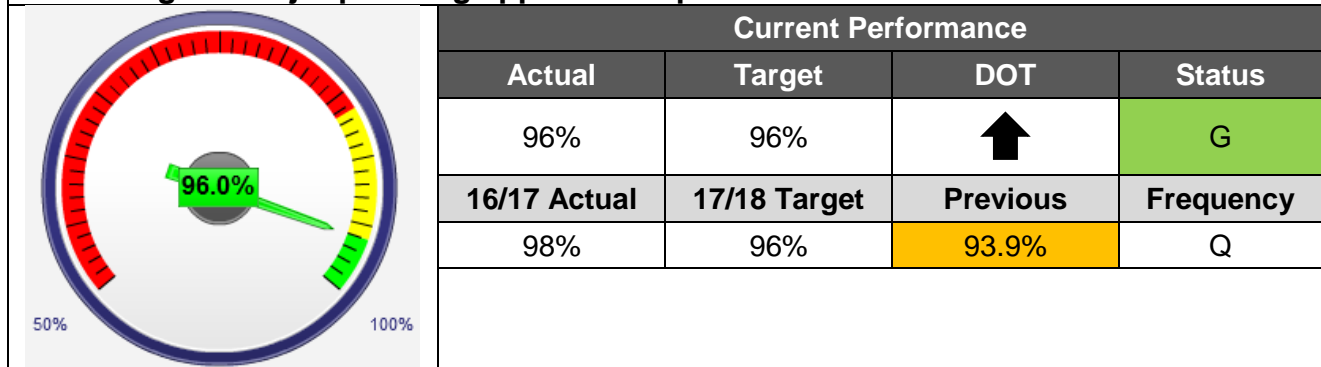 Current Performance
Actual Target DOT Status
96% 96% G
16/17 Actual 17/18 Target Previous Frequency
98% 96% 93.9% Q
96.0%
50% 100%